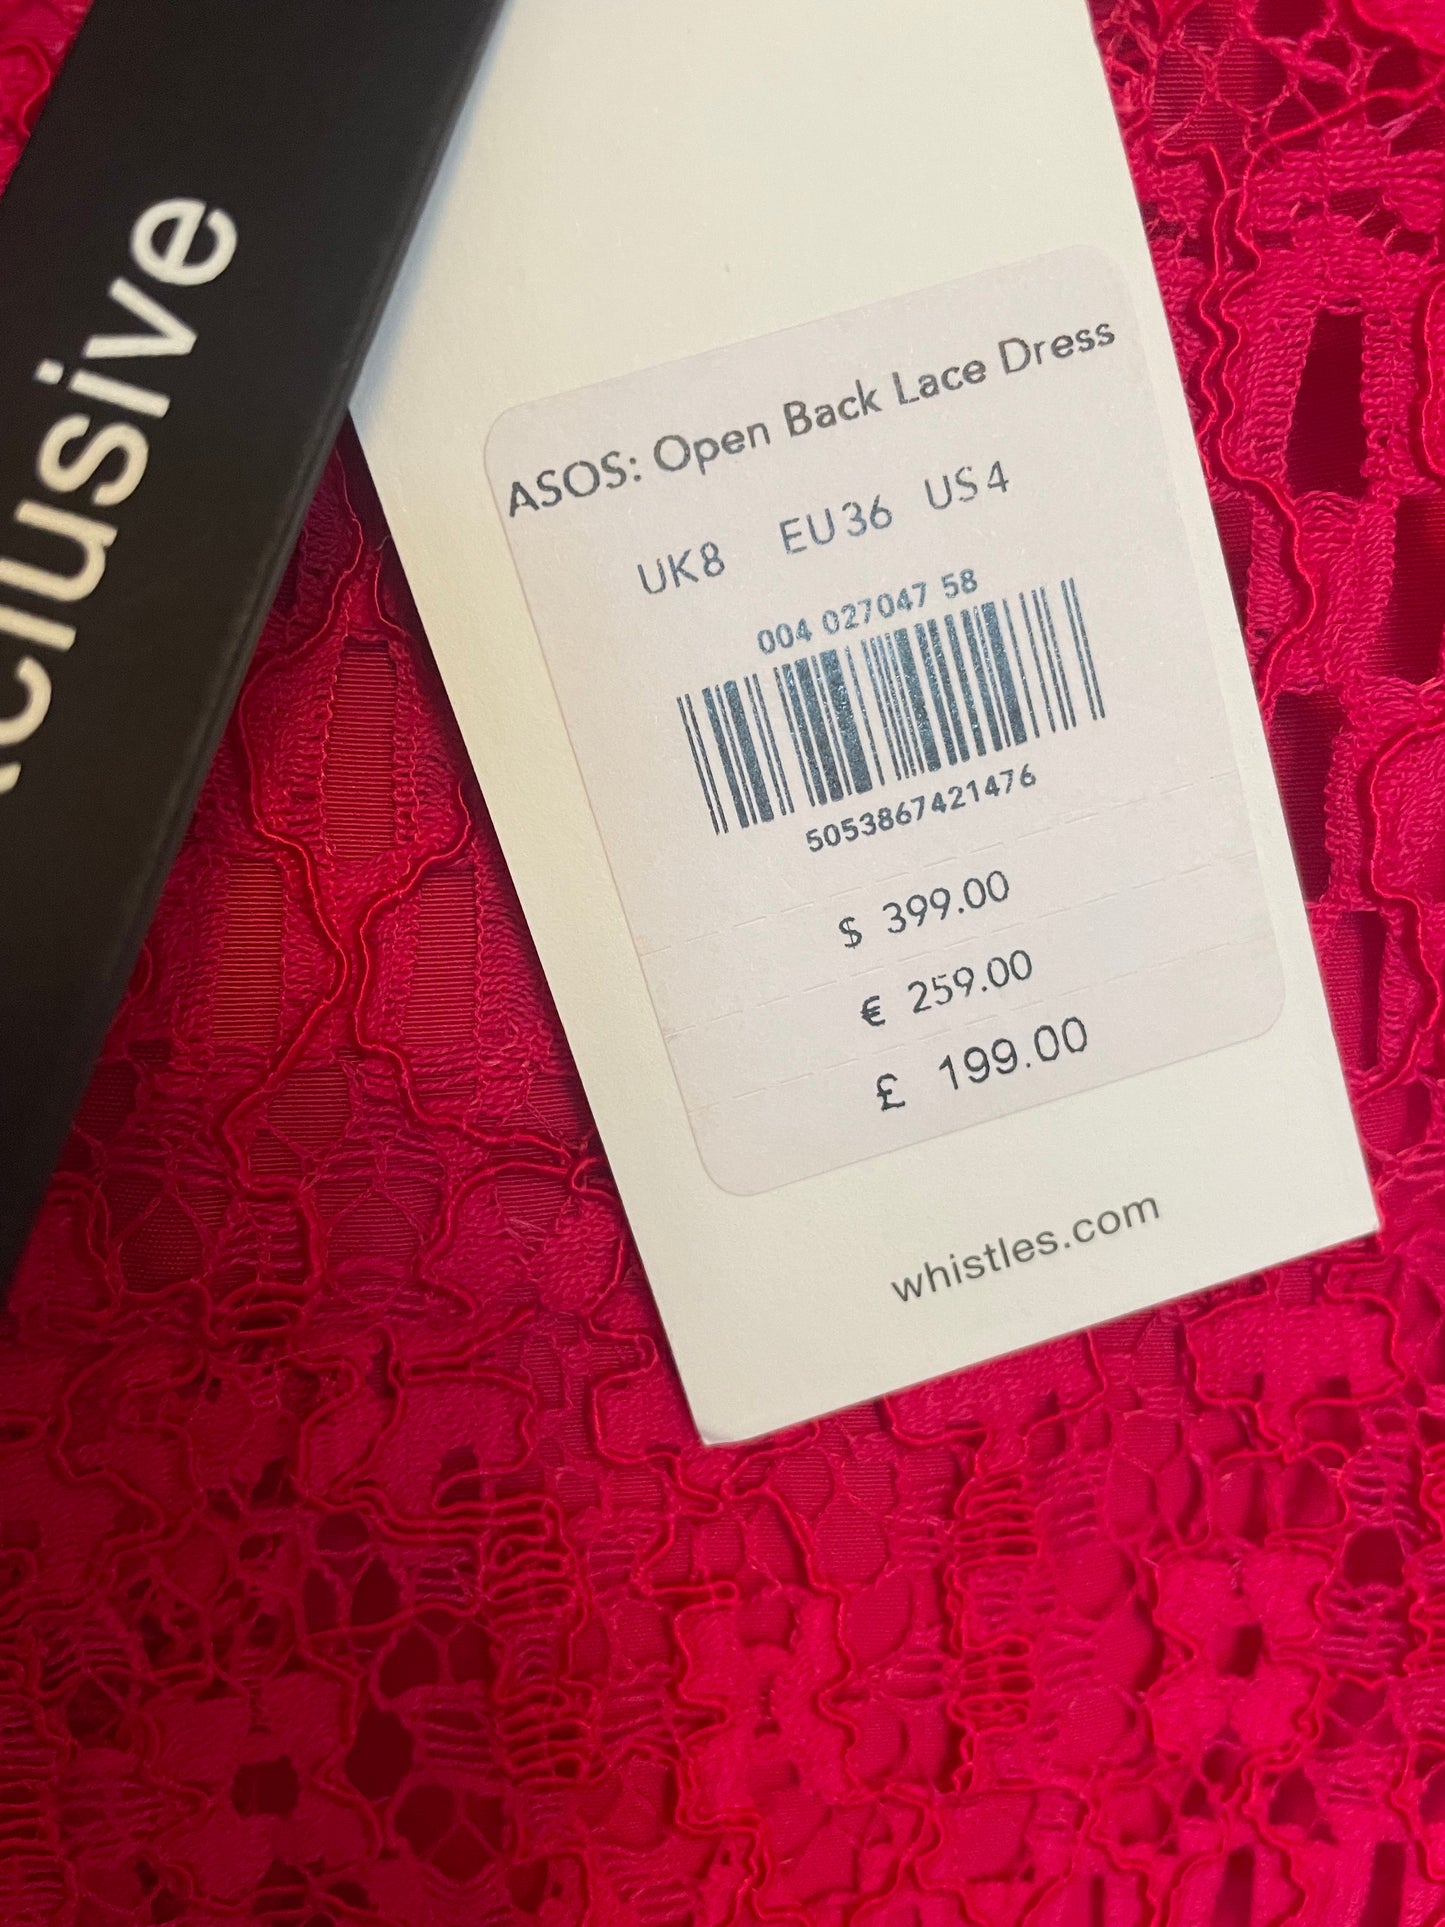 clusive
ASOS: Open Back Lace Dress
UK8 EU36 US4
004 027047 58
5053867421476
$ 399.00
€ 259.00
£ 199.00
whistles.com